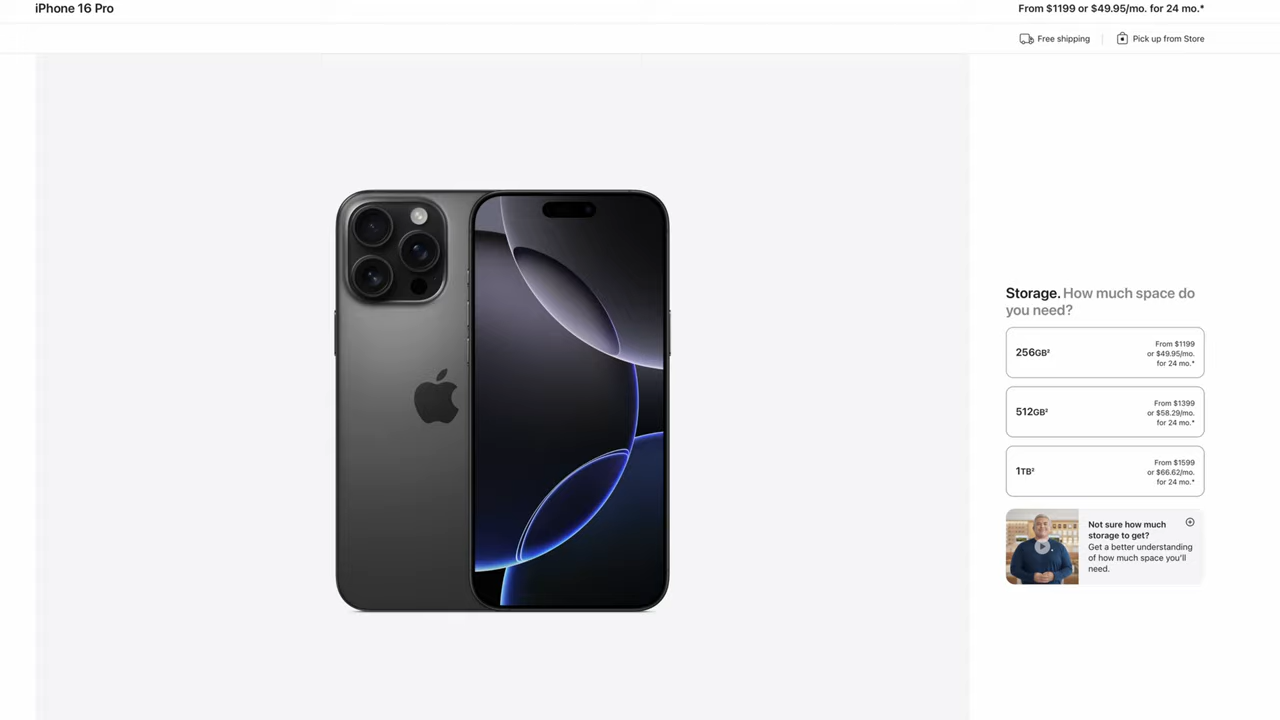 iPhone 16 Pro
From $1199 or $49.95/mo. for 24 mo.*
Free shipping
Pick up from Store
Storage. How much space do
you need?
256GB²
From $1199
or $49.95/mo.
for 24 mo.*
512GB²
From $1399
or $58.29/mo.
for 24 mo.*
1TB²
From $1599
or $66.62/mo.
for 24 mo.*
Not sure how much
storage to get?
Get a better understanding
of how much space you'll
need.